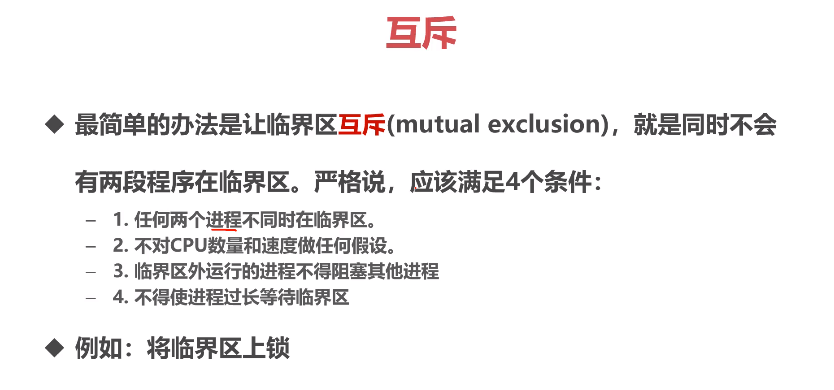 互斥
◆ 最简单的办法是让临界区互斥(mutual exclusion)，就是同时不会
有两段程序在临界区。严格说，应该满足4个条件：
– 1. 任何两个进程不同时在临界区。
– 2. 不对CPU数量和速度做任何假设。
– 3. 临界区外运行的进程不得阻塞其他进程
– 4. 不得使进程过长等待临界区
◆ 例如：将临界区上锁